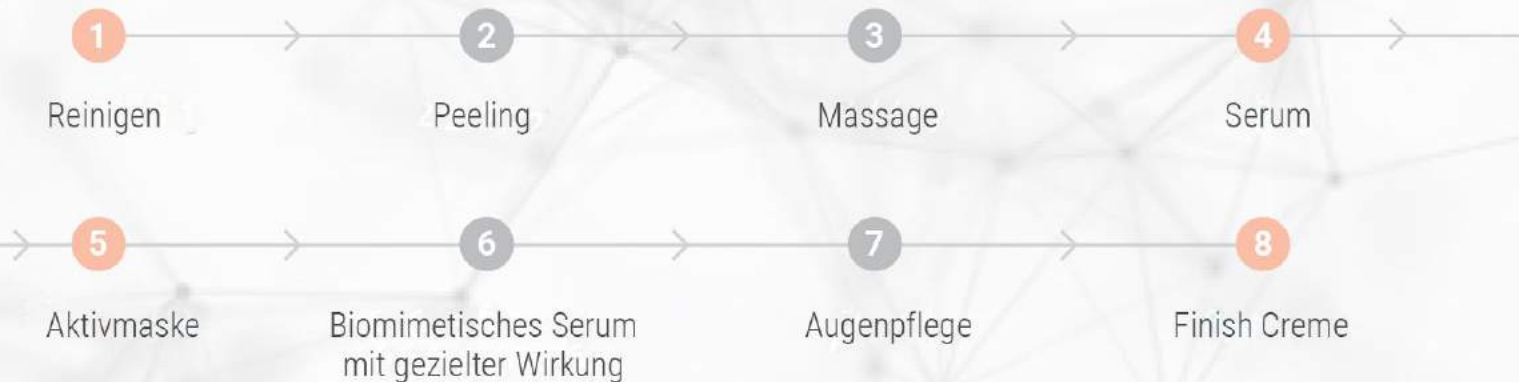 1 2 3 4
Reinigen Peeling Massage Serum
5 6 7 8
Aktivmaske Biomimetisches Serum Augenpflege Finish Creme
mit gezielter Wirkung